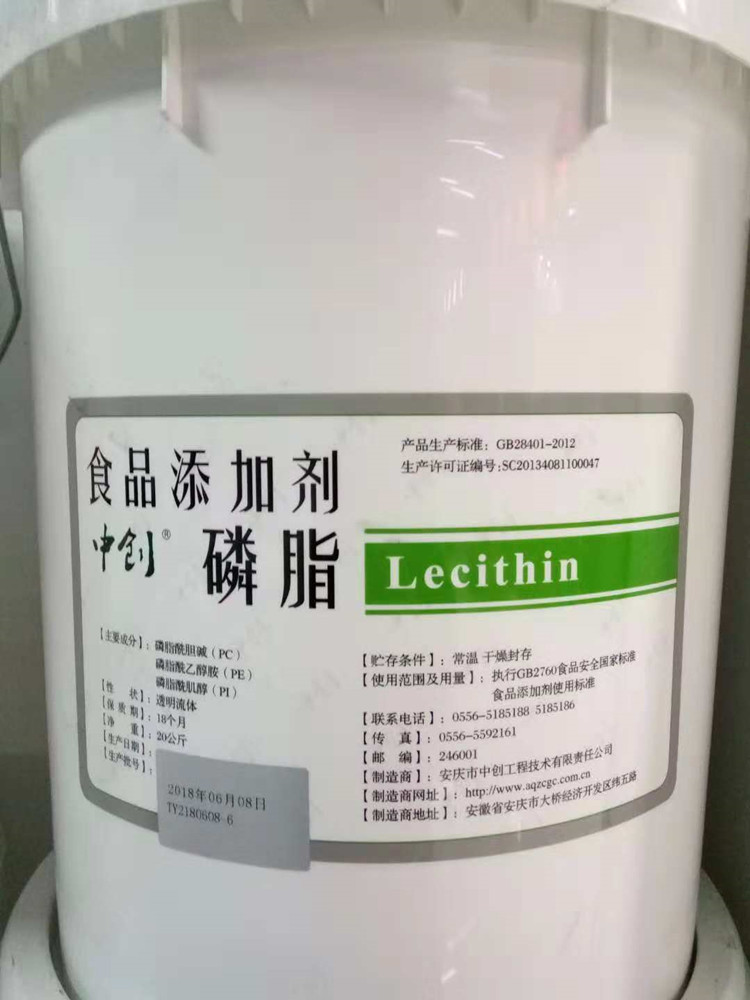 食品添加剂
中创® 磷脂
产品生产标准：GB28401-2012
生产许可证编号：SC20134081100047
Lecithin
【主要成分】：磷脂酰胆碱（PC）
磷脂酰乙醇胺（PE）
磷脂酰肌醇（PI）
【性 状】：透明流体
【保 质 期】：18个月
【净 重】：20公斤
【生产日期】：
【生产批号】：
2018年06月08日
TY2180608-6
【贮存条件】：常温 干燥封存
【使用范围及用量】：执行GB2760食品安全国家标准
食品添加剂使用标准
【联系电话】：0556-5185188 5185186
【传 真】：0556-5592161
【邮 编】：246001
【制造商】：安庆市中创工程技术有限责任公司
【制造商网址】：http://www.aqzcgc.com.cn
【制造商地址】：安徽省安庆市大桥经济开发区纬五路